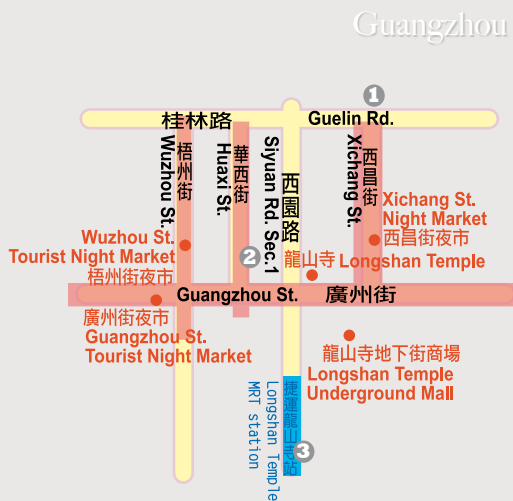 Guangzhou
1
桂林路
Guelin Rd.
梧州街
Wuzhou St.
華西街
Huaxi St.
西園路
Siyuan Rd. Sec.1
西昌街
Xichang St.
Xichang St.
Night Market
西昌街夜市
Wuzhou St.
Tourist Night Market
梧州街夜市
2
龍山寺 Longshan Temple
Guangzhou St.
廣州街
廣州街夜市
Guangzhou St.
Tourist Night Market
龍山寺地下街商場
Longshan Temple
Underground Mall
捷運龍山寺站
Longshan Temple
MRT station
3